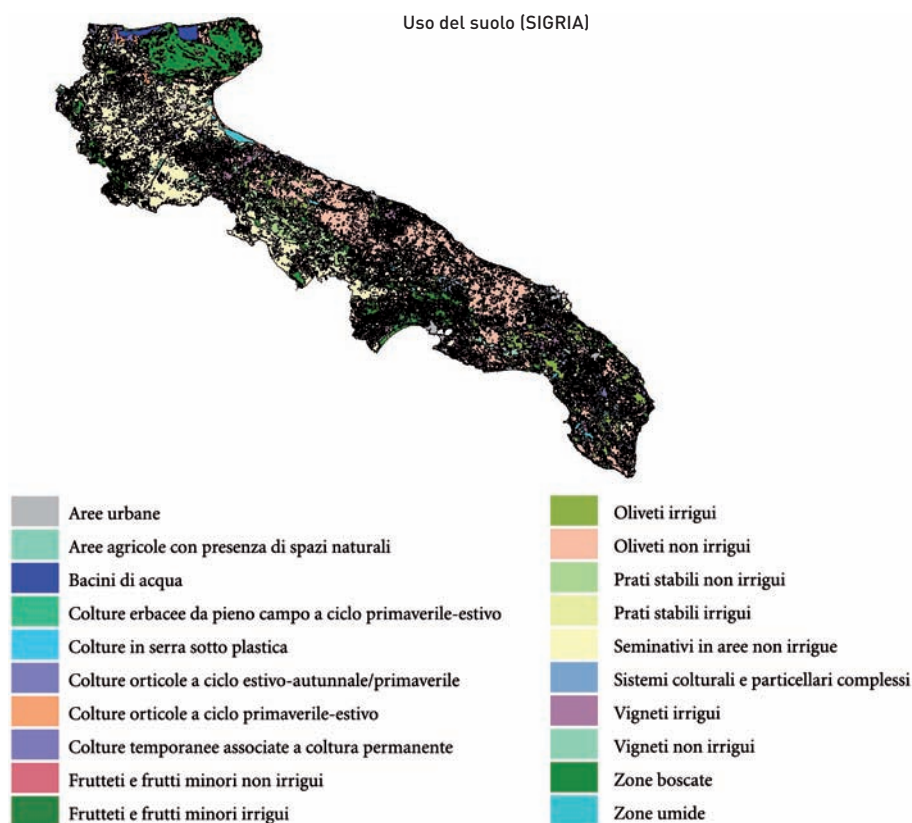 Uso del suolo (SIGRIA)
Aree urbane
Aree agricole con presenza di spazi naturali
Bacini di acqua
Colture erbacee da pieno campo a ciclo primaverile-estivo
Colture in serra sotto plastica
Colture orticole a ciclo estivo-autunnale/primaverile
Colture orticole a ciclo primaverile-estivo
Colture temporanee associate a coltura permanente
Frutteti e frutti minori non irrigui
Frutteti e frutti minori irrigui
Oliveti irrigui
Oliveti non irrigui
Prati stabili non irrigui
Prati stabili irrigui
Seminativi in aree non irrigue
Sistemi colturali e particellari complessi
Vigneti irrigui
Vigneti non irrigui
Zone boscate
Zone umide